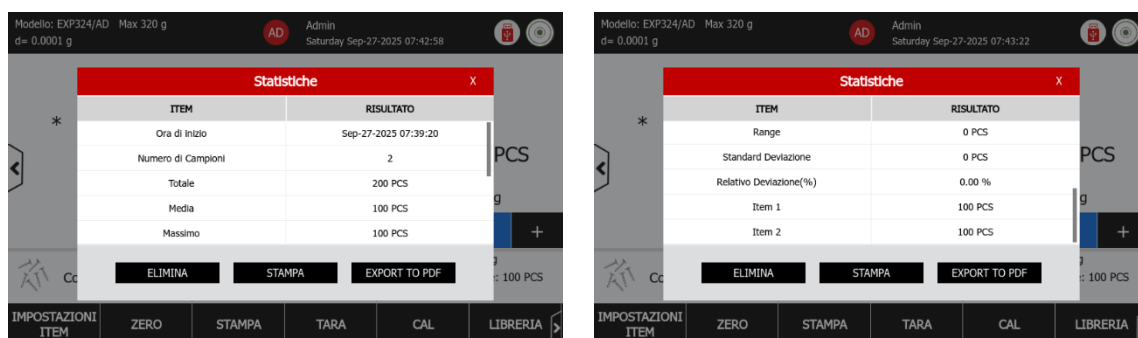 Modello: EXP324/AD Max 320 g
d= 0.0001 g
AD
Admin
Saturday Sep-27-2025 07:42:58
Statistiche X
ITEM RISULTATO
Ora di Inizio Sep-27-2025 07:39:20
Numero di Campioni 2
Totale 200 PCS
Media 100 PCS
Massimo 100 PCS
ELIMINA STAMPA EXPORT TO PDF
*
PCS
g
+
Co
: 100 PCS
IMPOSTAZIONI
ITEM
ZERO STAMPA TARA CAL LIBRERIA
Modello: EXP324/AD Max 320 g
d= 0.0001 g
AD
Admin
Saturday Sep-27-2025 07:43:22
Statistiche X
ITEM RISULTATO
Range 0 PCS
Standard Deviazione 0 PCS
Relativo Deviazione(%) 0.00 %
Item 1 100 PCS
Item 2 100 PCS
ELIMINA STAMPA EXPORT TO PDF
*
PCS
g
+
Co
: 100 PCS
IMPOSTAZIONI
ITEM
ZERO STAMPA TARA CAL LIBRERIA